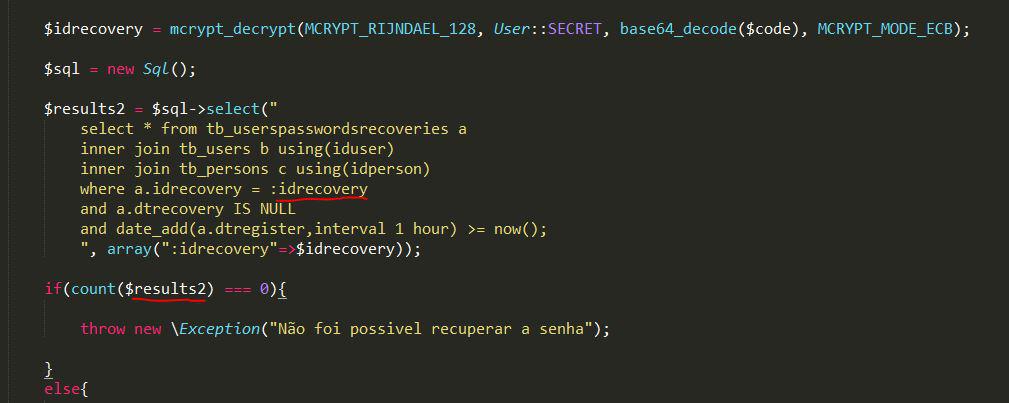 $idrecovery = mcrypt_decrypt(MCRYPT_RIJNDAEL_128, User::SECRET, base64_decode($code), MCRYPT_MODE_ECB);
$sql = new Sql();
$results2 = $sql->select("
select * from tb_userspasswordsrecoveries a
inner join tb_users b using(iduser)
inner join tb_persons c using(idperson)
where a.idrecovery = :idrecovery
and a.dtrecovery IS NULL
and date_add(a.dtregister,interval 1 hour) >= now();
", array(":idrecovery"=>$idrecovery));
if(count($results2) === 0){
throw new \Exception("Não foi possivel recuperar a senha");
}
else{